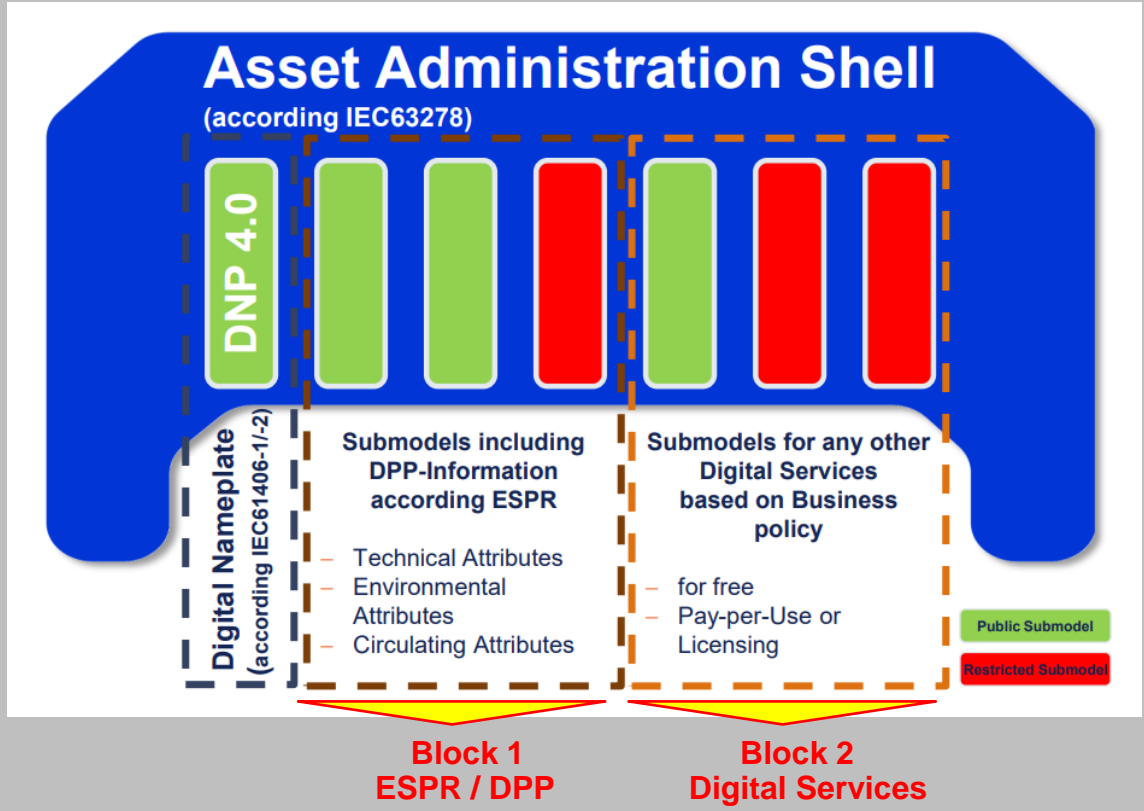 Asset Administration Shell
(according IEC63278)
DNP 4.0
Digital Nameplate
(according IEC61406-1/-2)
Submodels including
DPP-Information
according ESPR
– Technical Attributes
– Environmental
Attributes
– Circulating Attributes
Submodels for any other
Digital Services
based on Business
policy
– for free
– Pay-per-Use or
Licensing
Public Submodel
Restricted Submodel
Block 1
ESPR / DPP
Block 2
Digital Services